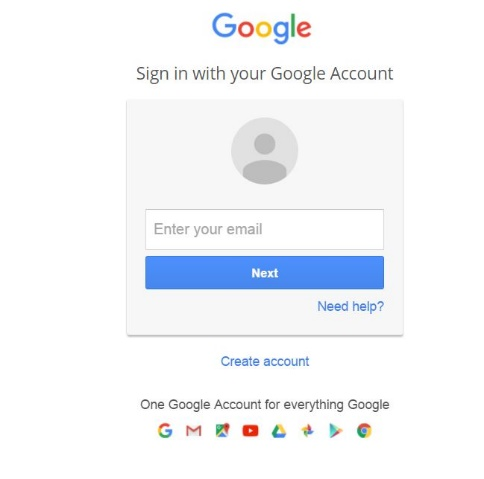 Google
Sign in with your Google Account
Enter your email
Next
Need help?
Create account
One Google Account for everything Google